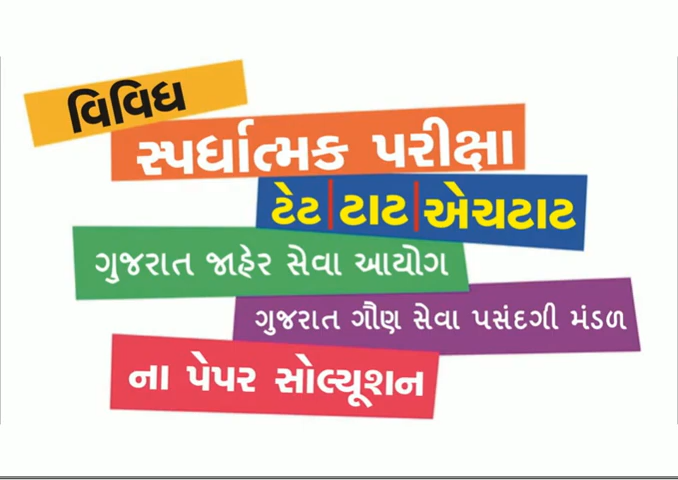 વિવિધ
સ્પર્ધાત્મક પરીક્ષા
ટેટ|ટાટ|એચટાટ
ગુજરાત જાહેર સેવા આયોગ
ગુજરાત ગૌણ સેવા પસંદગી મંડળ
ના પેપર સોલ્યૂશન